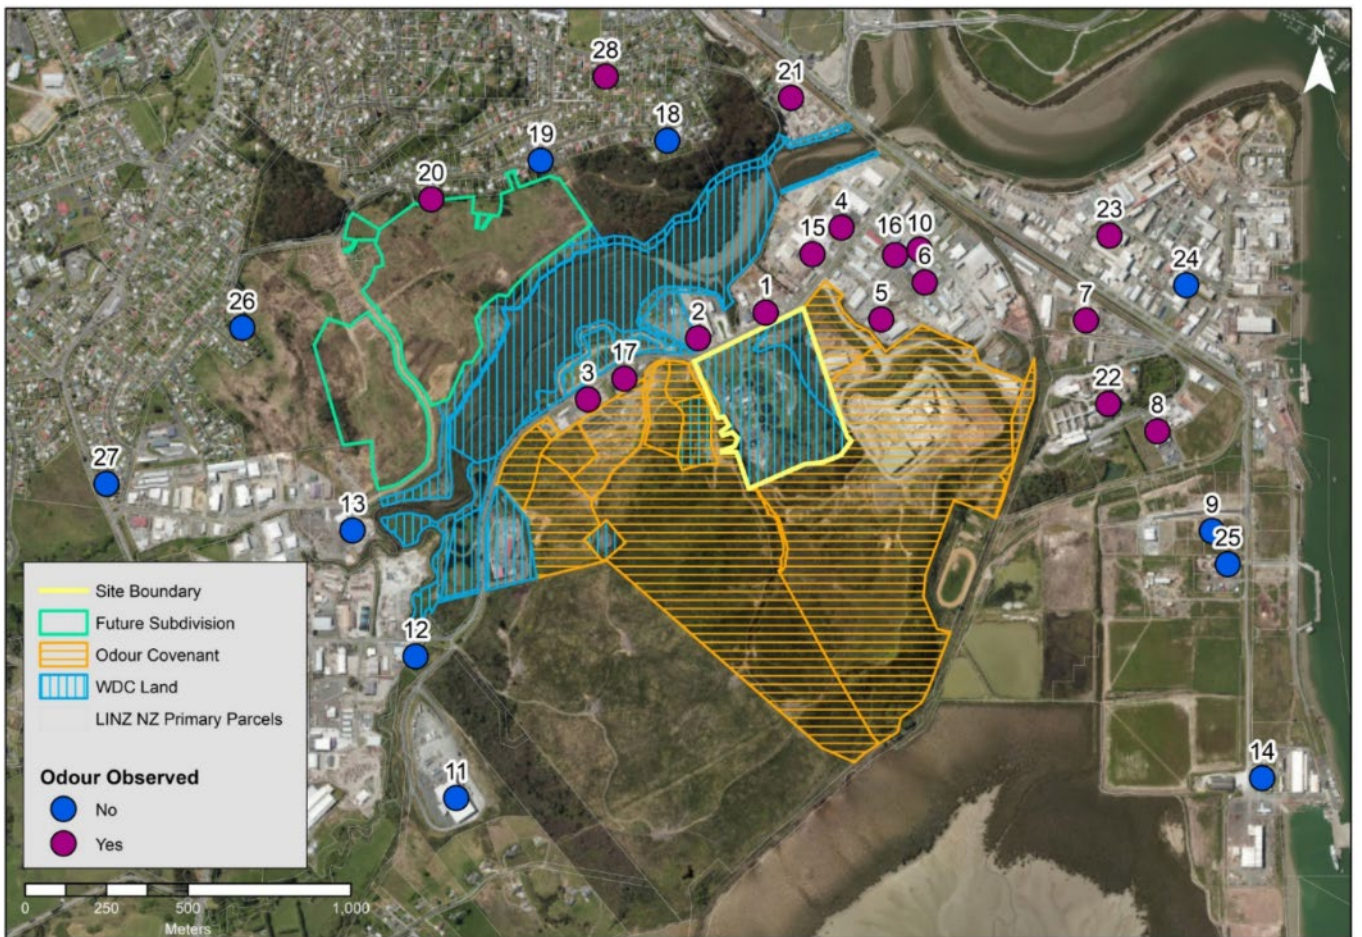 28
21
18
19
20
4
23
15
16
10
24
6
1
5
7
26
2
17
3
22
8
27
13
9
25
Site Boundary
Future Subdivision
Odour Covenant
12
WDC Land
LINZ NZ Primary Parcels
Odour Observed
14
11
No
Yes
0 250 500 1,000
Meters
N